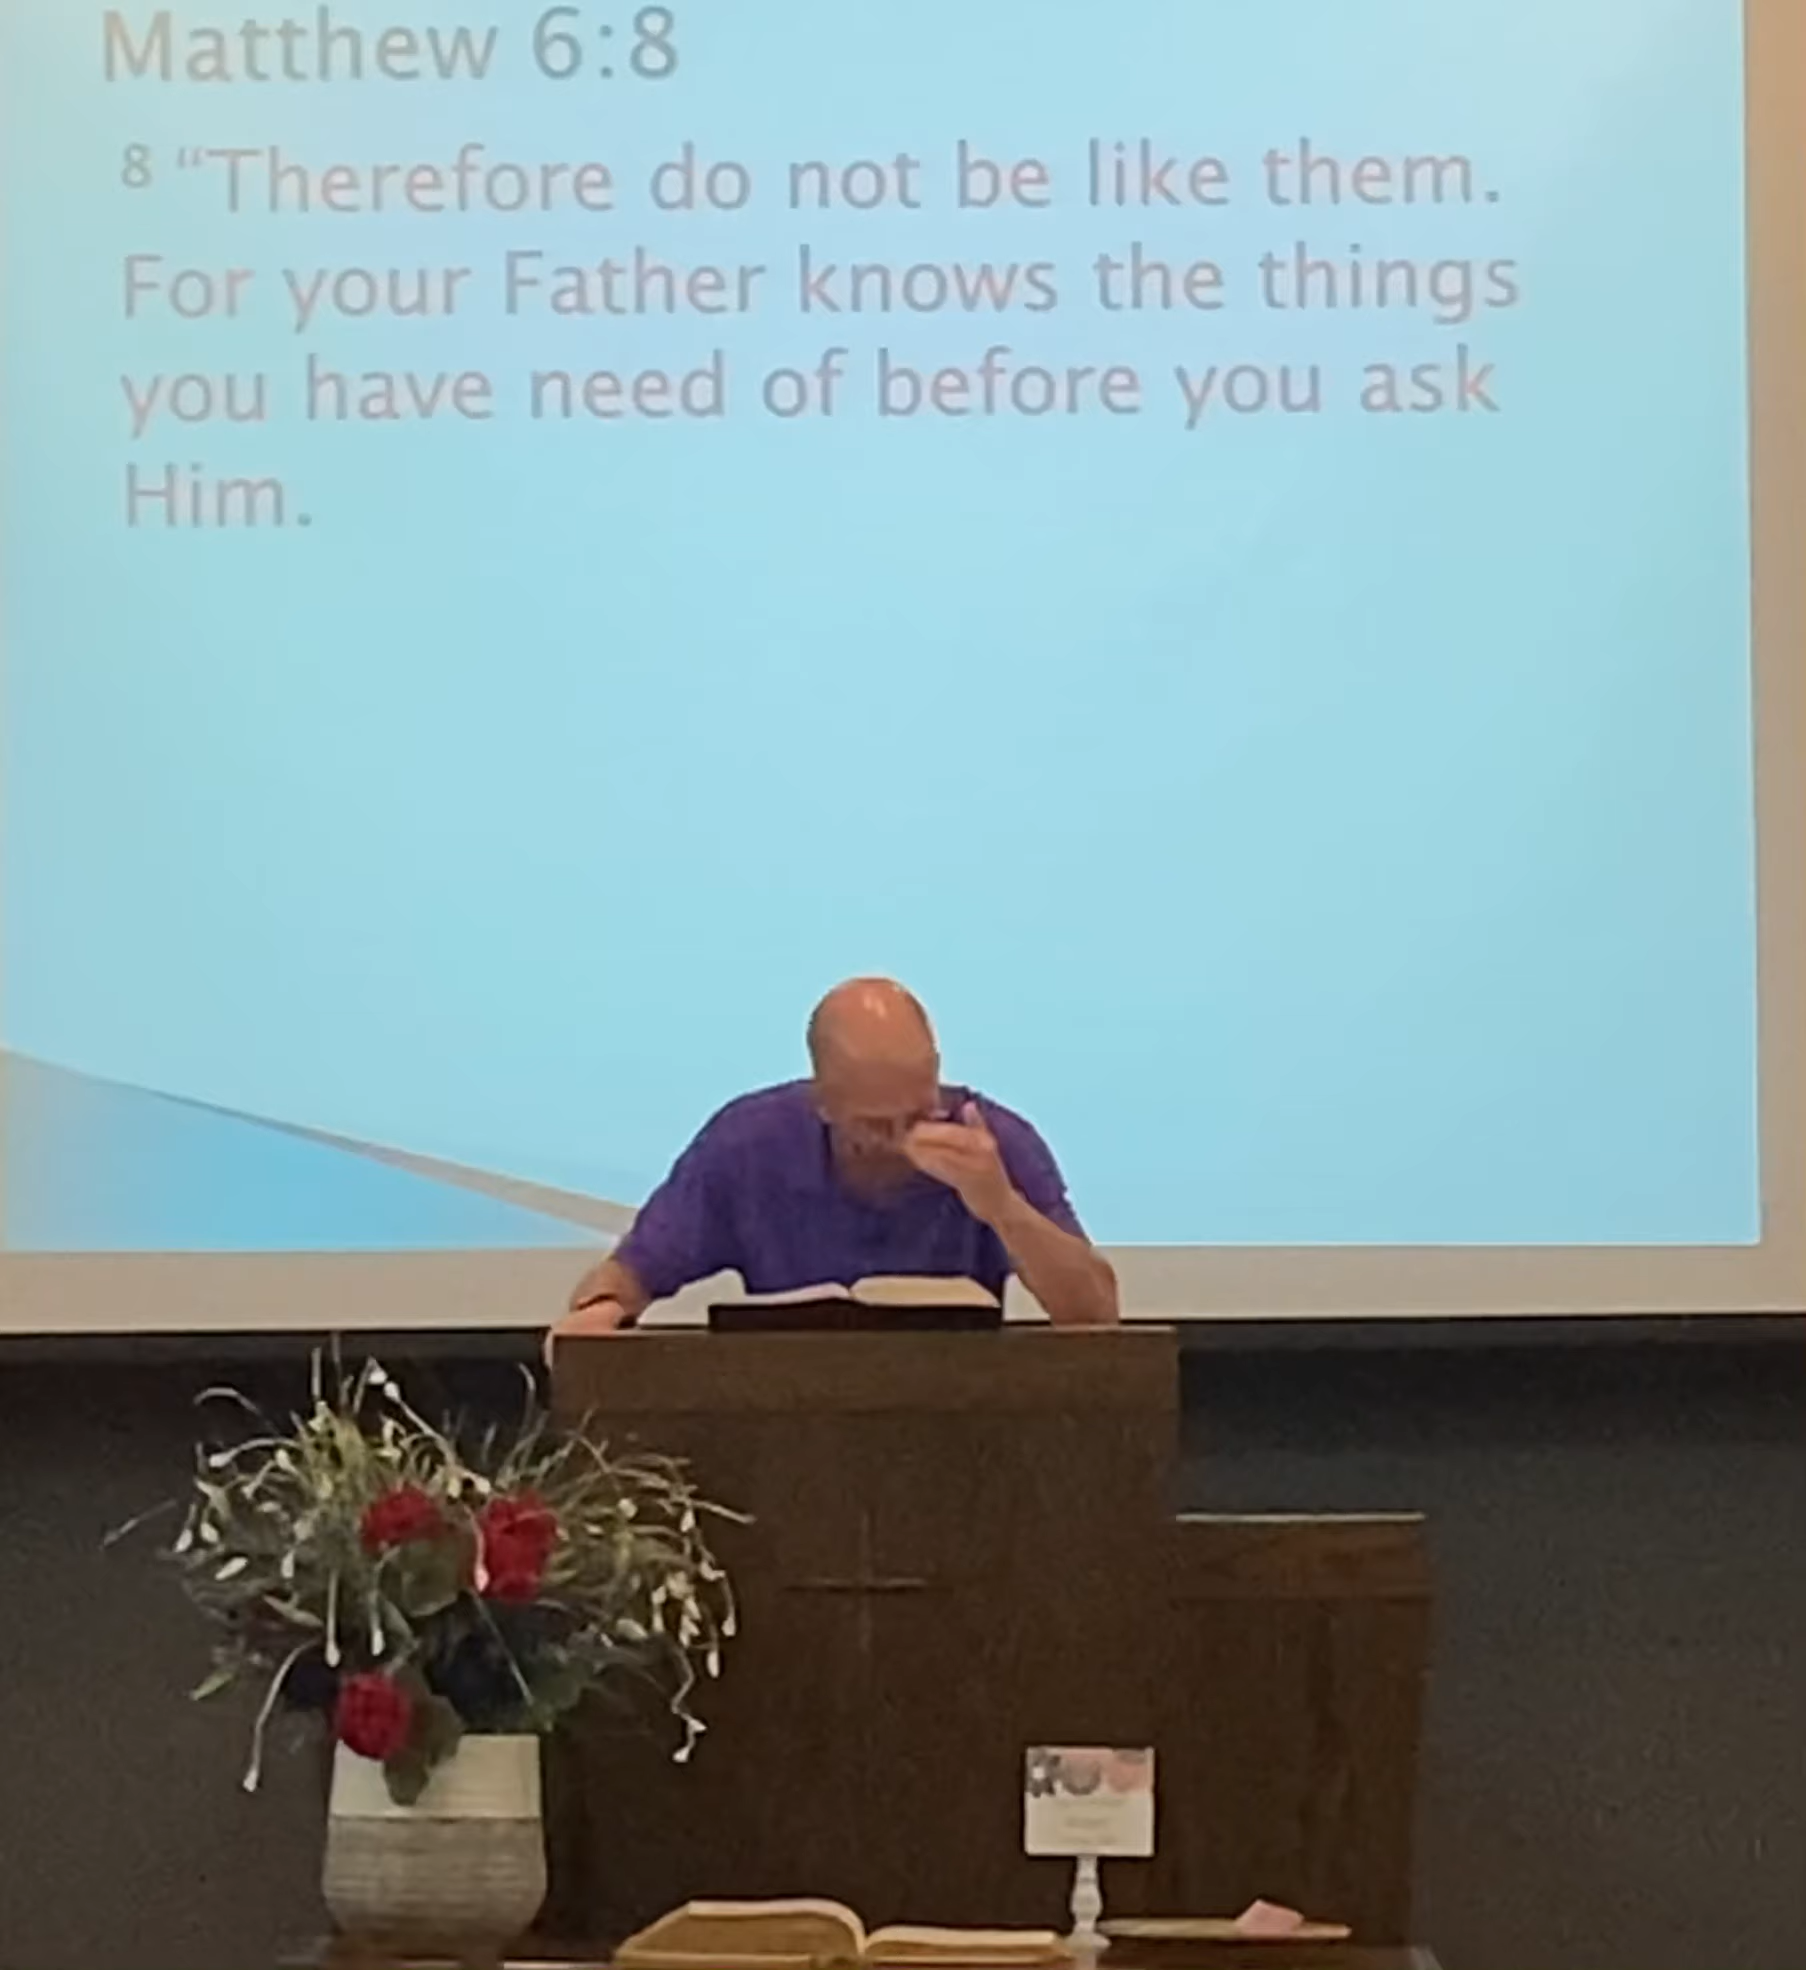 Matthew 6:8
8 “Therefore do not be like them.
For your Father knows the things
you have need of before you ask
Him.